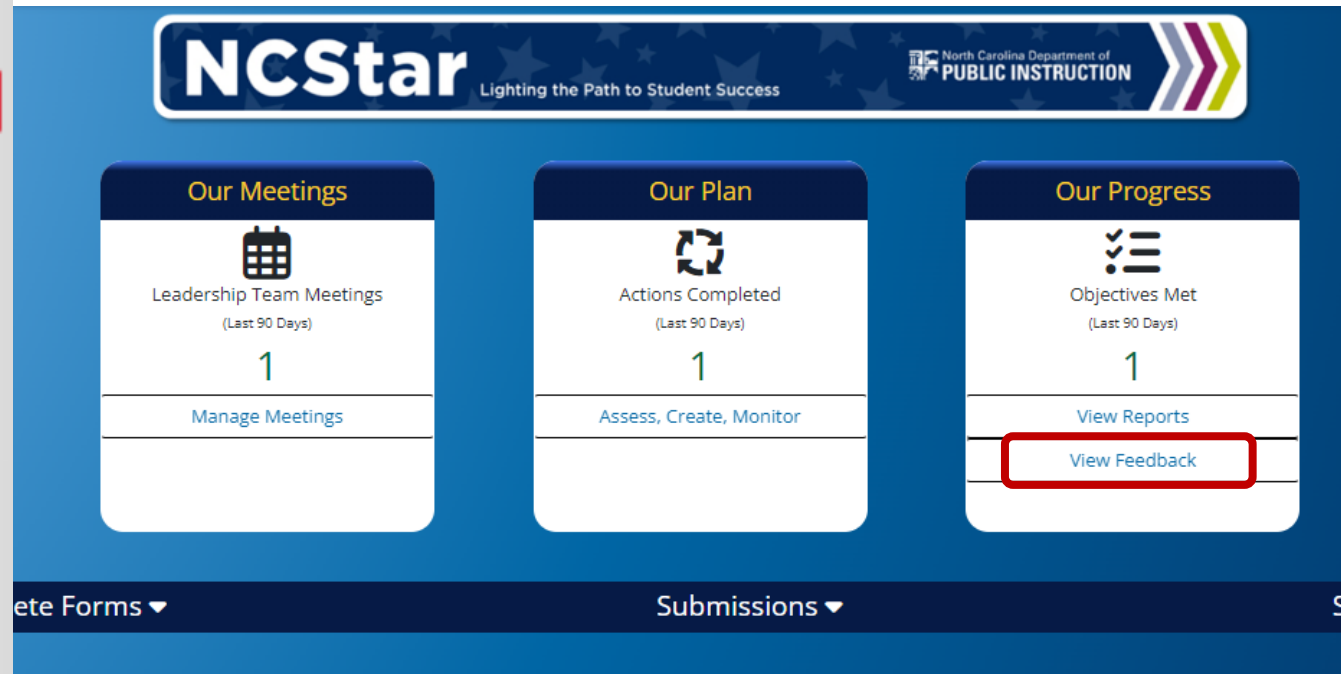 NCStar
Lighting the Path to Student Success
North Carolina Department of
PUBLIC INSTRUCTION
Our Meetings
Leadership Team Meetings
(Last 90 Days)
1
Manage Meetings
Our Plan
Actions Completed
(Last 90 Days)
1
Assess, Create, Monitor
Our Progress
Objectives Met
(Last 90 Days)
1
View Reports
View Feedback
ete Forms
Submissions
S